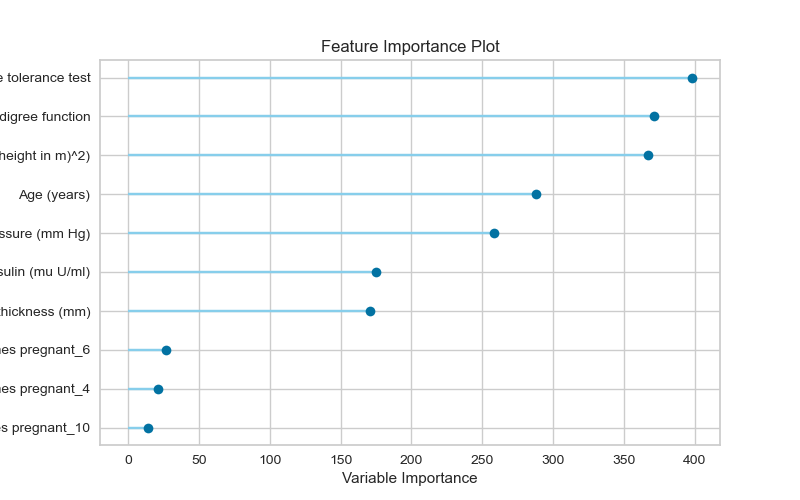 Feature Importance Plot
e tolerance test
digree function
height in m)^2)
Age (years)
ssure (mm Hg)
sulin (mu U/ml)
thickness (mm)
es pregnant_6
es pregnant_4
s pregnant_10
0 50 100 150 200 250 300 350 400
Variable Importance